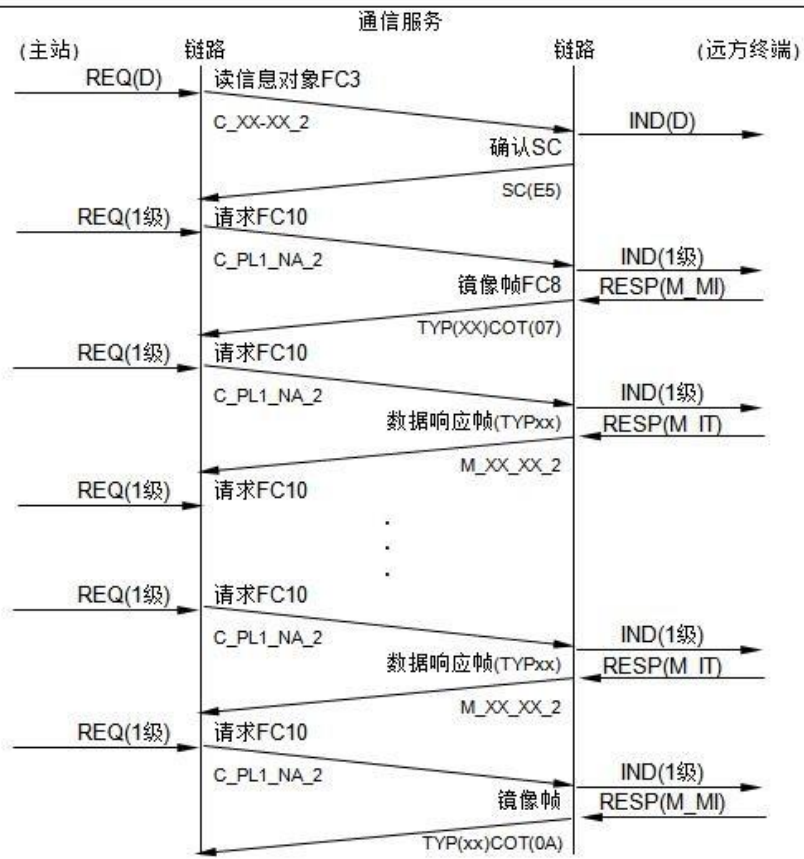 通信服务
(主站) 链路 链路 (远方终端)
REQ(D) 读信息对象FC3
C_XX-XX_2 IND(D)
确认SC
SC(E5)
REQ(1级) 请求FC10
C_PL1_NA_2 IND(1级)
镜像帧FC8 RESP(M_MI)
TYP(XX)COT(07)
REQ(1级) 请求FC10
C_PL1_NA_2 IND(1级)
数据响应帧(TYPxx) RESP(M IT)
M_XX_XX_2
REQ(1级) 请求FC10
.
.
.
REQ(1级) 请求FC10
C_PL1_NA_2 IND(1级)
数据响应帧(TYPxx) RESP(M IT)
M_XX_XX_2
REQ(1级) 请求FC10
C_PL1_NA_2 IND(1级)
镜像帧 RESP(M_MI)
TYP(xx)COT(0A)